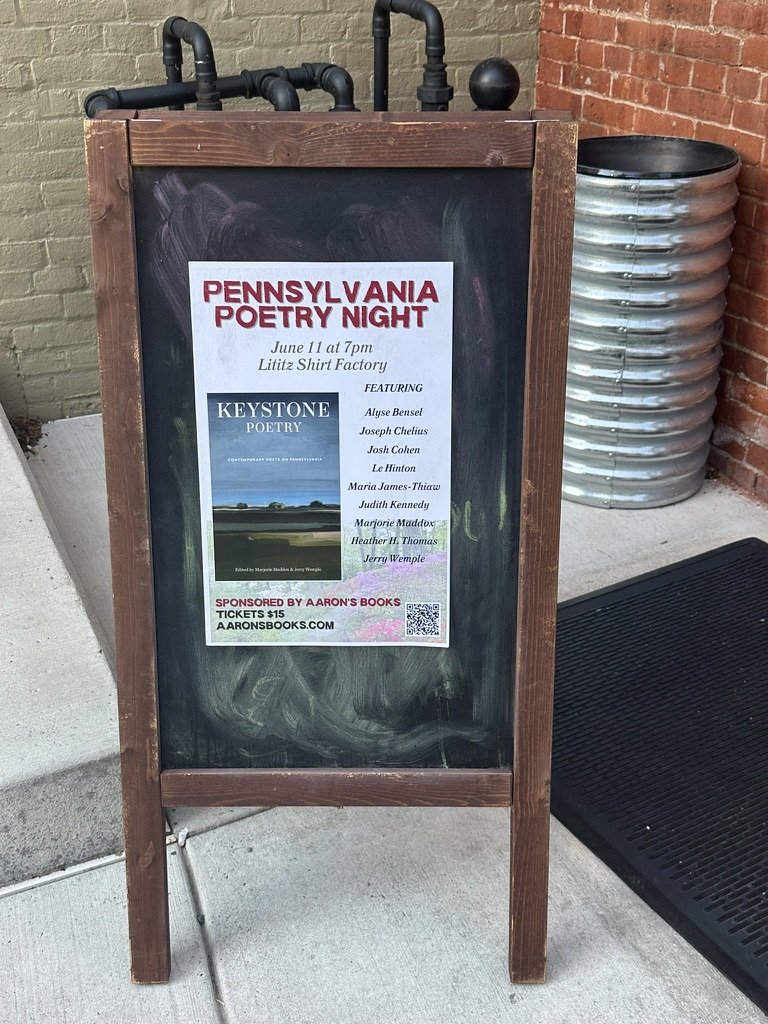 PENNSYLVANIA
POETRY NIGHT
June 11 at 7pm
Lititz Shirt Factory
FEATURING
Alyse Bensel
Joseph Chelius
Josh Cohen
Le Hinton
Maria James-Thiaw
Judith Kennedy
Marjorie Maddox
Heather H. Thomas
Jerry Wemple
KEYSTONE
POETRY
CONTEMPORARY POETS ON PENNSYLVANIA
Edited by Marjorie Maddox & Jerry Wemple
SPONSORED BY AARON'S BOOKS
TICKETS $15
AARONSBOOKS.COM